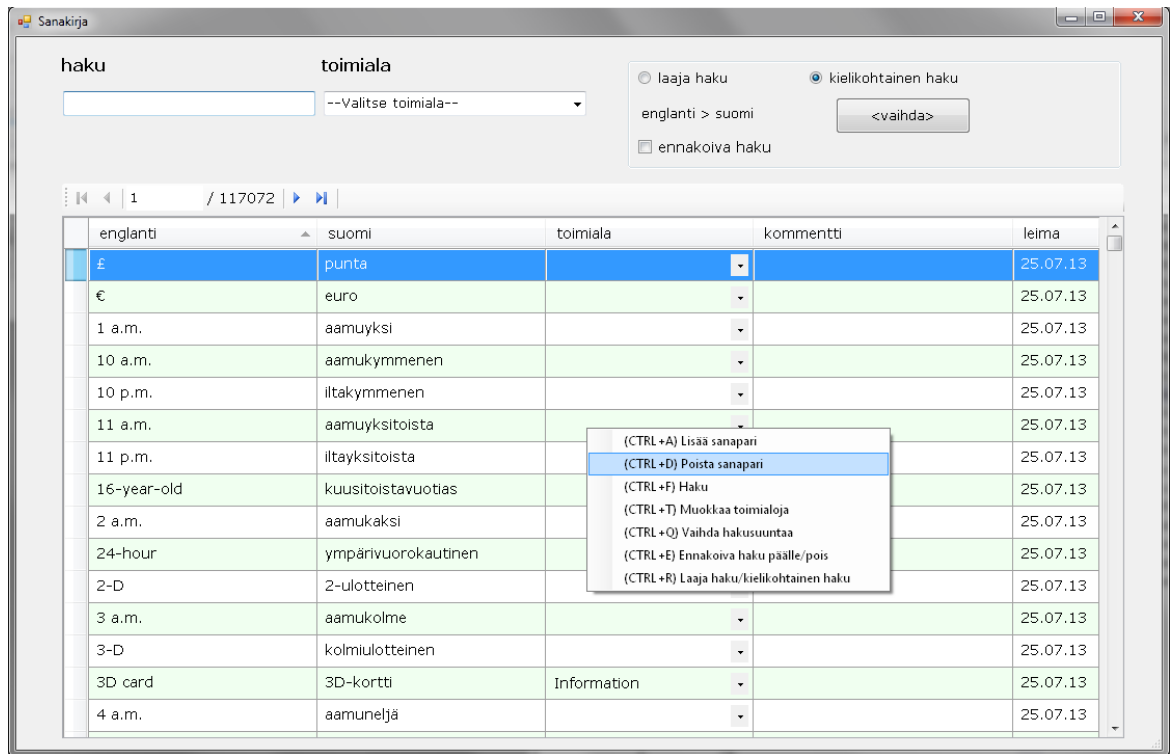 Sanakirja
haku toimiala
laaja haku kielikohtainen haku
--Valitse toimiala--
englanti > suomi <vaihda>
ennakoiva haku
1 / 117072
englanti suomi toimiala kommentti leima
£ punta 25.07.13
€ euro 25.07.13
1 a.m. aamuyksi 25.07.13
10 a.m. aamukymmenen 25.07.13
10 p.m. iltakymmenen 25.07.13
11 a.m. aamuyksitoista 25.07.13
(CTRL+A) Lisää sanapari
11 p.m. iltayksitoista 25.07.13
(CTRL+D) Poista sanapari
16-year-old kuusitoistavuotias 25.07.13
(CTRL+F) Haku
(CTRL+T) Muokkaa toimialoja
2 a.m. aamukaksi 25.07.13
(CTRL+Q) Vaihda hakusuuntaa
24-hour ympärivuorokautinen 25.07.13
(CTRL+E) Ennakoiva haku päälle/pois
(CTRL+R) Laaja haku/kielikohtainen haku
2-D 2-ulotteinen 25.07.13
3 a.m. aamukolme 25.07.13
3-D kolmiulotteinen 25.07.13
3D card 3D-kortti Information 25.07.13
4 a.m. aamuneljä 25.07.13